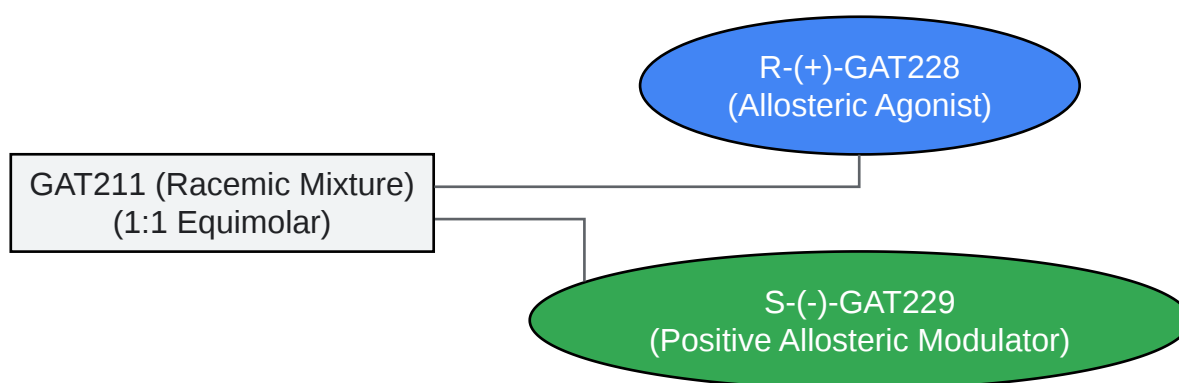 R-(+)-GAT228
(Allosteric Agonist)
GAT211 (Racemic Mixture)
(1:1 Equimolar)
S-(-)-GAT229
(Positive Allosteric Modulator)